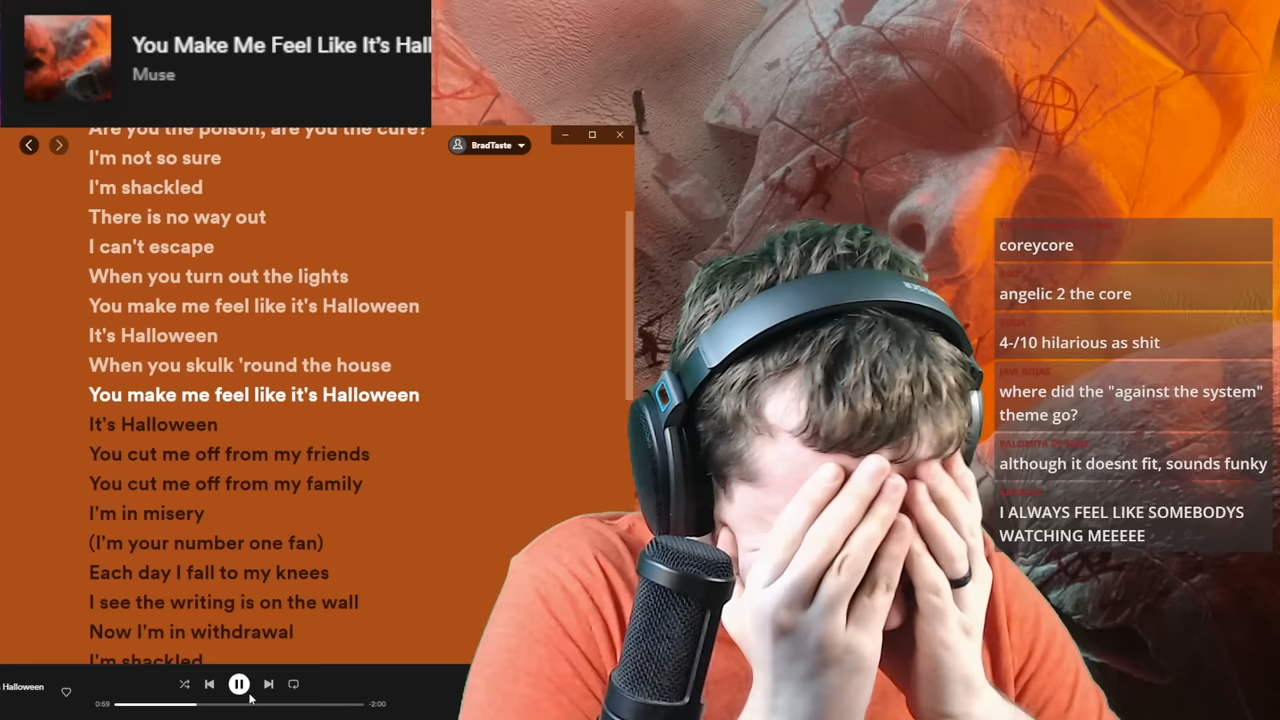 You Make Me Feel Like It's Hall
Muse
Are you the poison, are you the cure?
BradTaste
I'm not so sure
I'm shackled
There is no way out
I can't escape
When you turn out the lights
You make me feel like it's Halloween
It's Halloween
When you skulk 'round the house
You make me feel like it's Halloween
It's Halloween
You cut me off from my friends
You cut me off from my family
I'm in misery
(I'm your number one fan)
Each day I fall to my knees
I see the writing is on the wall
Now I'm in withdrawal
I'm shackled
Halloween
0:59
-2:00
coreycore
angelic 2 the core
4-/10 hilarious as shit
JAVI ROJAS
where did the "against the system"
theme go?
although it doesnt fit, sounds funky
I ALWAYS FEEL LIKE SOMEBODYS
WATCHING MEEEEE